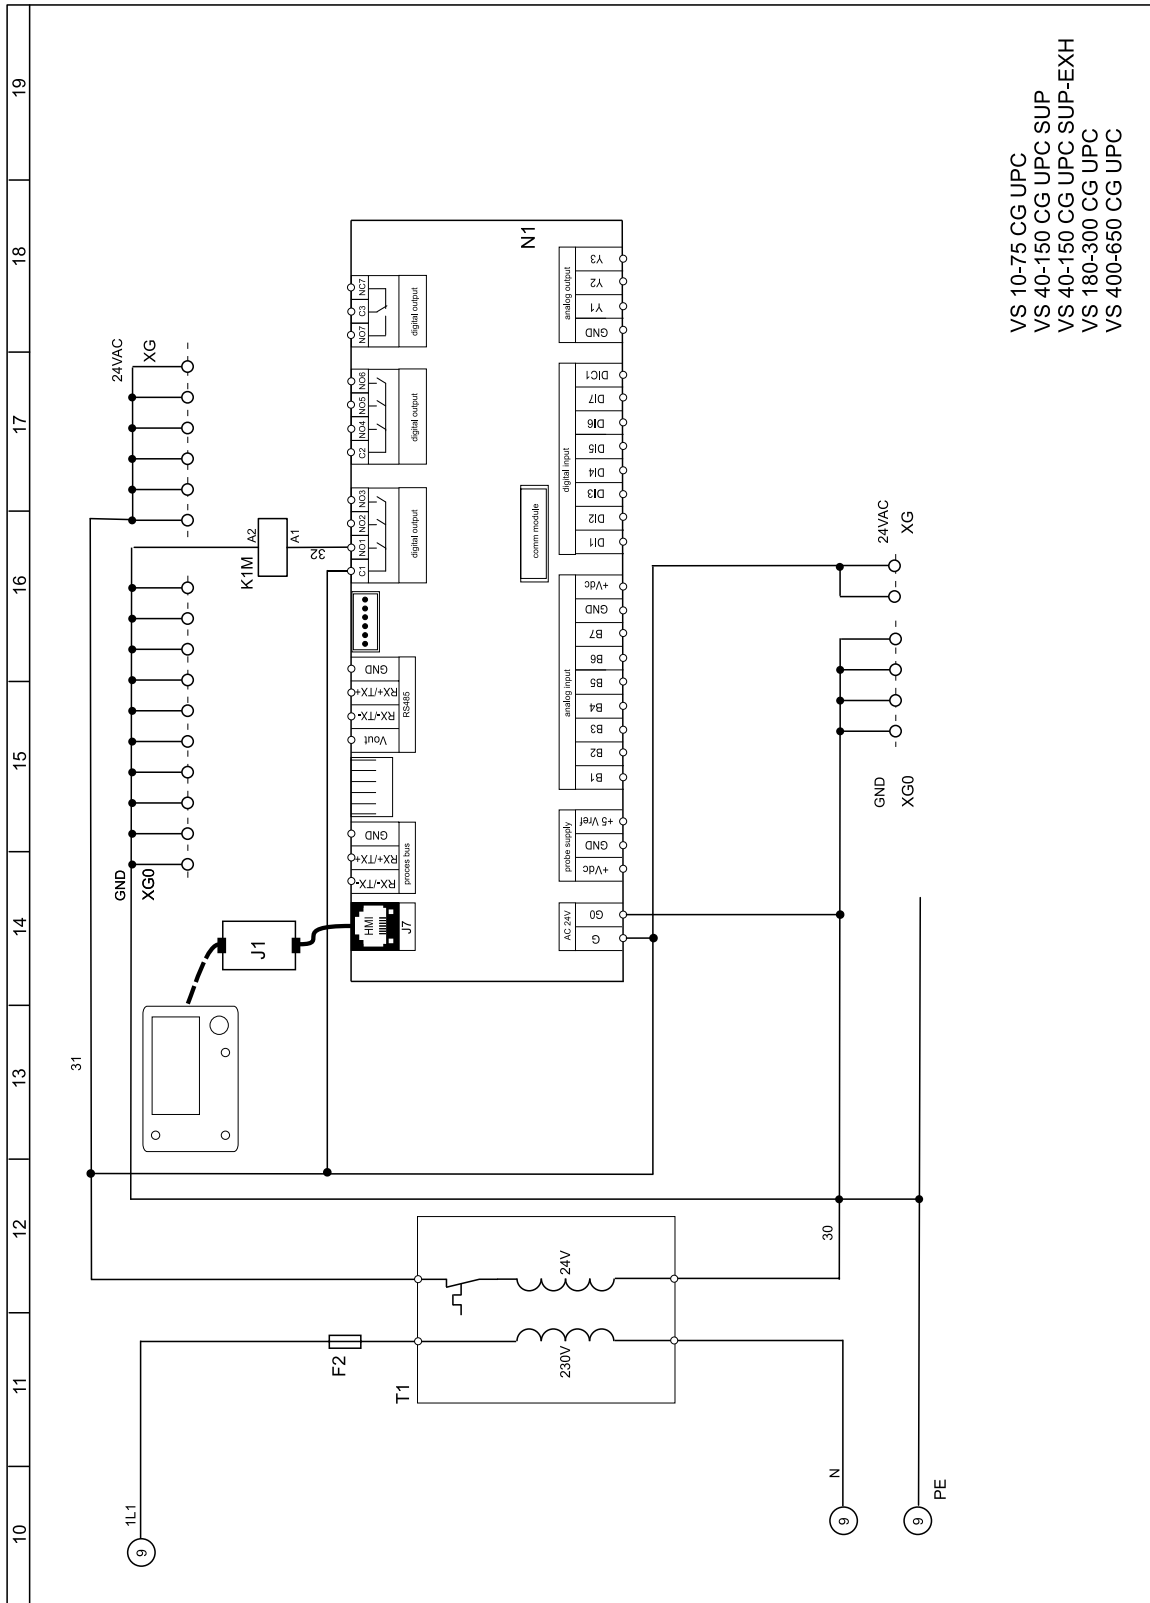 10
11
12
13
14
15
16
17
18
19
1L1
9
F2
T1
230V
24V
N
9
9
PE
30
31
GND
XG0
24VAC
XG
K1M
A2
A1
32
J1
N1
HMI
J7
RX-/TX-
RX+/TX+
GND
proces bus
Vout
RX-/TX-
RX+/TX+
GND
RS485
C1
NO1
NO2
NO3
digital output
C2
NO4
NO5
NO6
digital output
NO7
C3
NC7
digital output
comm module
AC 24V
G
G0
probe supply
+Vdc
GND
+5 Vref
analog input
B1
B2
B3
B4
B5
B6
B7
GND
+Vdc
digital input
DI1
DI2
DI3
DI4
DI5
DI6
DI7
DIC1
analog output
GND
Y1
Y2
Y3
GND
XG0
24VAC
XG
VS 10-75 CG UPC
VS 40-150 CG UPC SUP
VS 40-150 CG UPC SUP-EXH
VS 180-300 CG UPC
VS 400-650 CG UPC